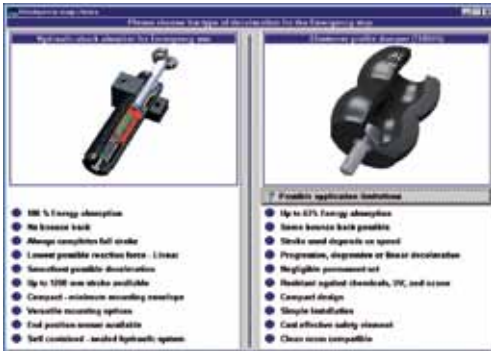 Please choose the type of deceleration for the Emergency stop
Hydraulic shock absorber for Emergency stop
100 % Energy absorption
No bounce back
Always completes full stroke
Lowest possible reaction force - Linear
Smoothest possible deceleration
Up to 1200 mm stroke available
Compact - minimum mounting envelope
Versatile mounting options
End position sensor available
Self contained - sealed hydraulic system
Elastomer profile damper
? Possible application limitations
Up to 63% Energy absorption
Some bounce back possible
Stroke used depends on speed
Progressive, degressive or linear deceleration
Negligible permanent set
Resistant against chemicals, UV, and ozone
Compact design
Simple installation
Cost effective safety element
Clean room compatible